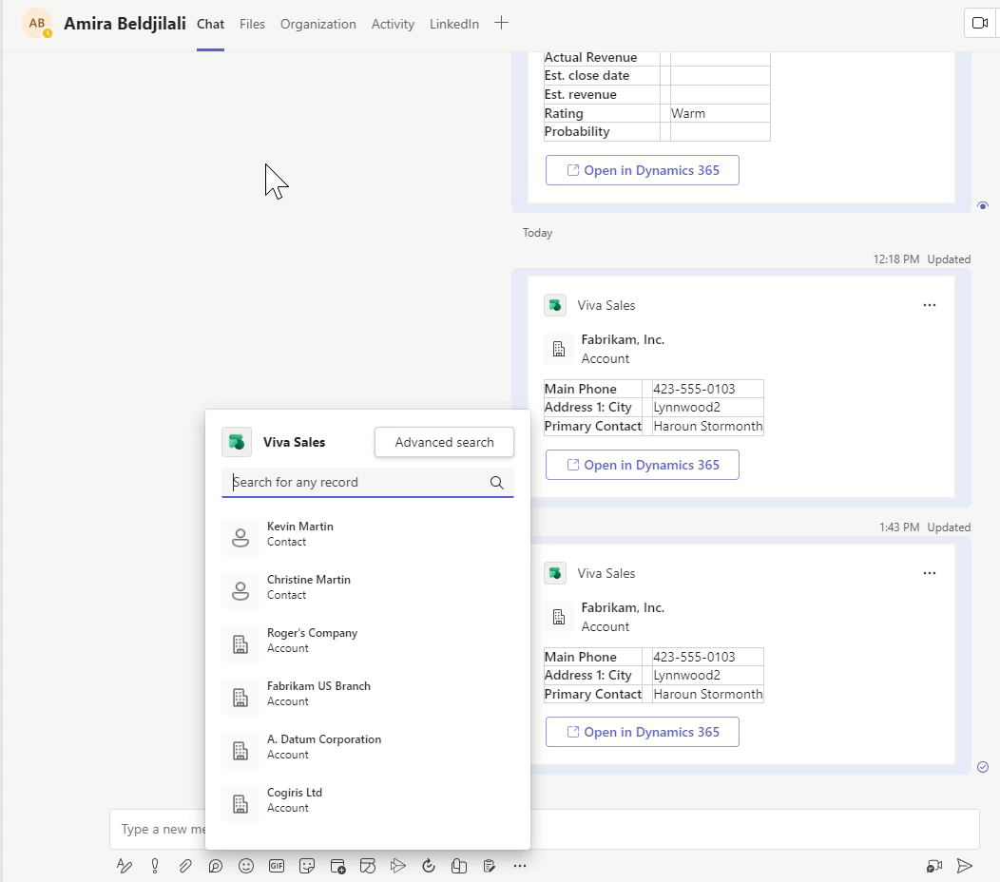 AB Amira Beldjilali Chat Files Organization Activity LinkedIn
Actual Revenue
Est. close date
Est. revenue
Rating Warm
Probability
Open in Dynamics 365
Today
12:18 PM Updated
Viva Sales
Fabrikam, Inc.
Account
Main Phone 423-555-0103
Address 1: City Lynnwood2
Primary Contact Haroun Stormonth
Open in Dynamics 365
1:43 PM Updated
Viva Sales
Fabrikam, Inc.
Account
Main Phone 423-555-0103
Address 1: City Lynnwood2
Primary Contact Haroun Stormonth
Open in Dynamics 365
Viva Sales Advanced search
Search for any record
Kevin Martin
Contact
Christine Martin
Contact
Roger's Company
Account
Fabrikam US Branch
Account
A. Datum Corporation
Account
Cogiris Ltd
Account
Type a new me
GIF